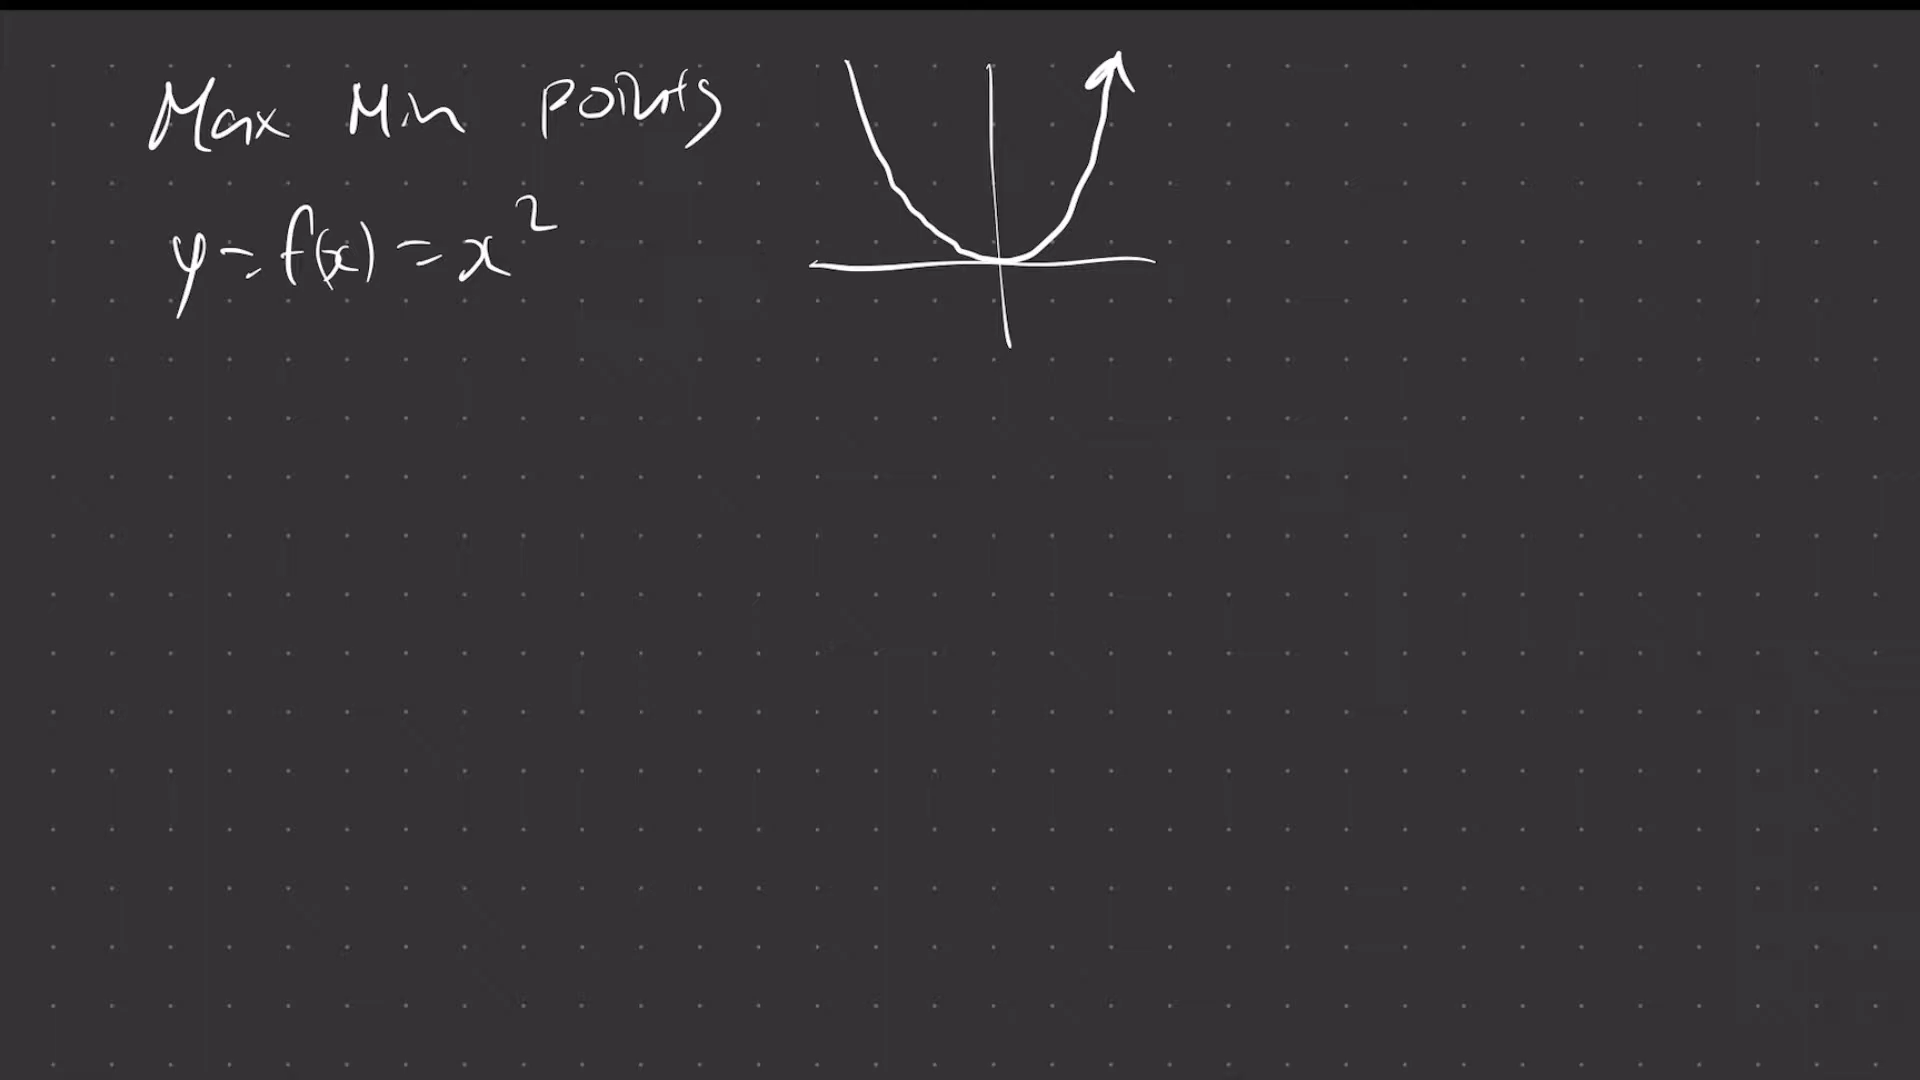 Max Min points
y = f(x) = x²